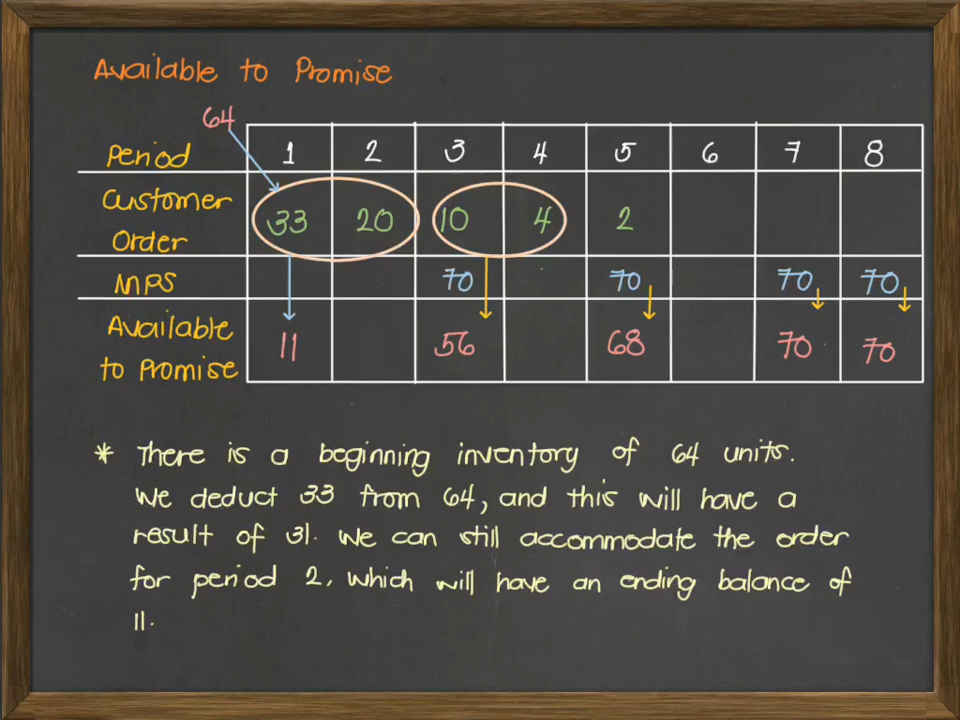 Available to Promise
64
Period 1 2 3 4 5 6 7 8
Customer
Order 33 20 10 4 2
MPS 70 70 70 70
Available
to Promise 11 56 68 70 70
* There is a beginning inventory of 64 units.
We deduct 33 from 64, and this will have a
result of 31. We can still accommodate the order
for period 2, which will have an ending balance of
11.